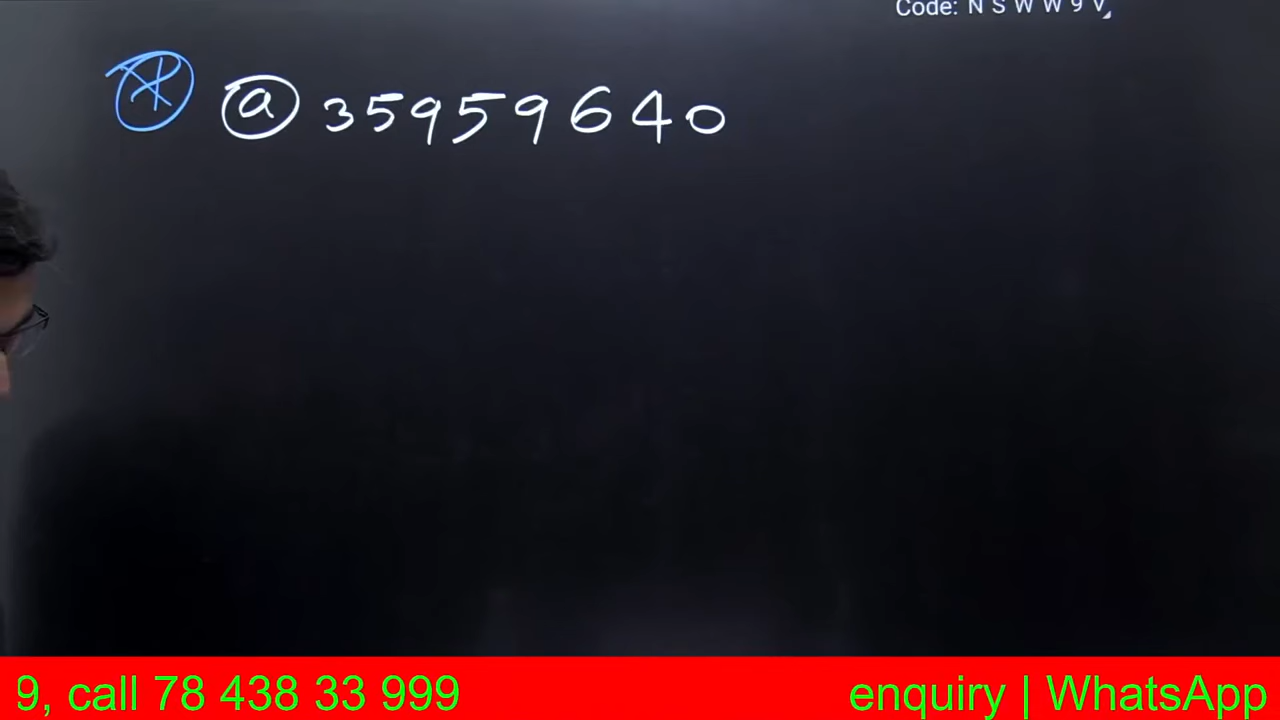 Code: N S W W 9 V
a 35959640
9, call 78 438 33 999
enquiry | WhatsApp